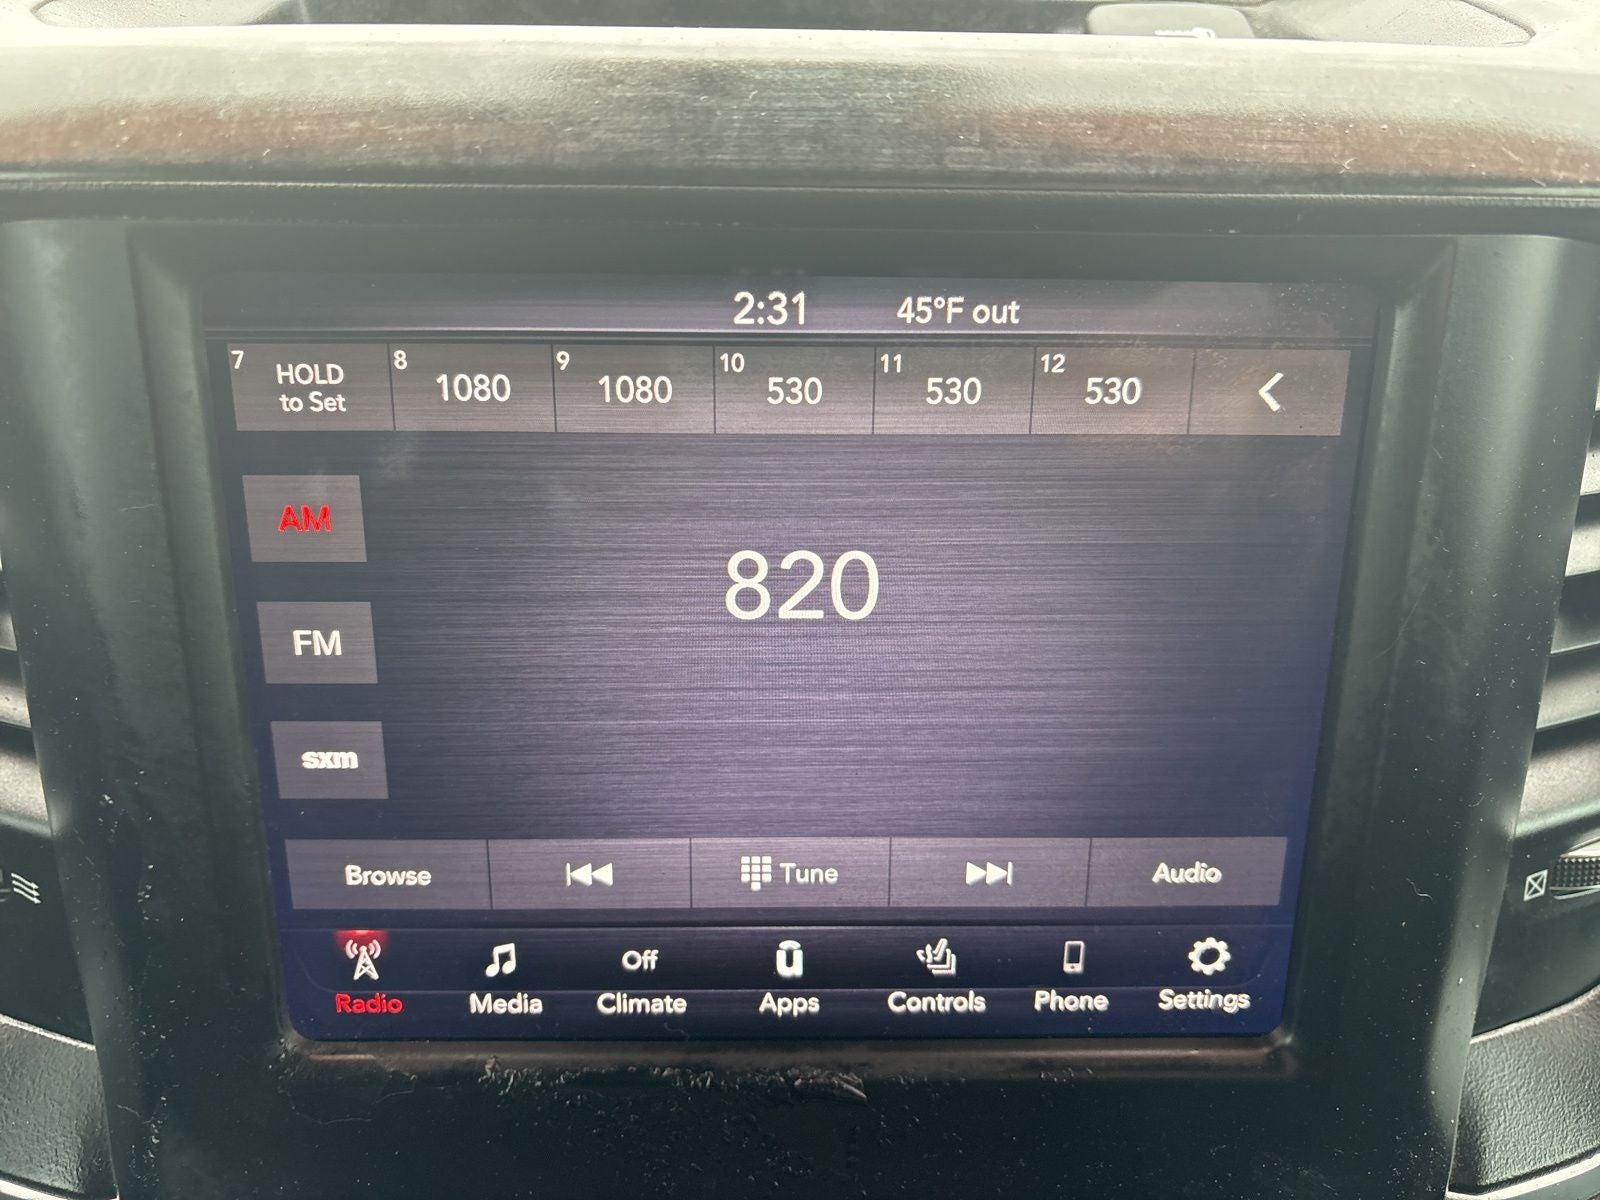 2:31 45°F out
7 HOLD to Set 8 1080 9 1080 10 530 11 530 12 530
AM
820
FM
sxm
Browse Tune Audio
Off
Radio Media Climate Apps Controls Phone Settings